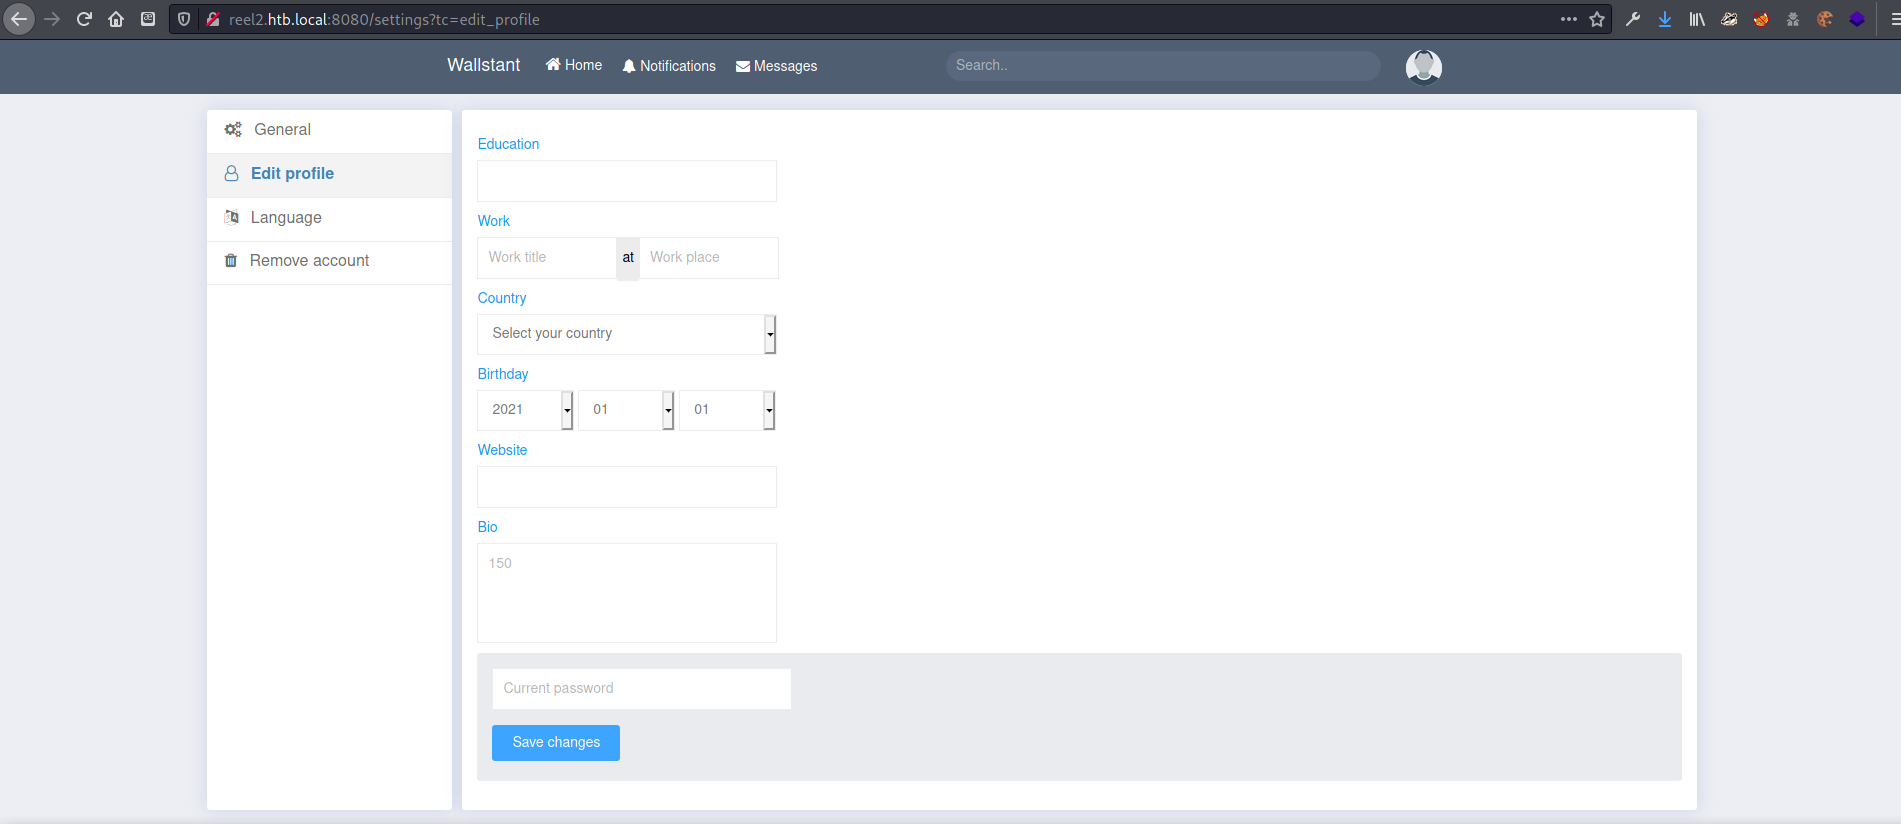 reel2.htb.local:8080/settings?tc=edit_profile
Wallstant Home Notifications Messages Search..
General
Edit profile
Language
Remove account
Education
Work
Work title at Work place
Country
Select your country
Birthday
2021 01 01
Website
Bio
150
Current password
Save changes